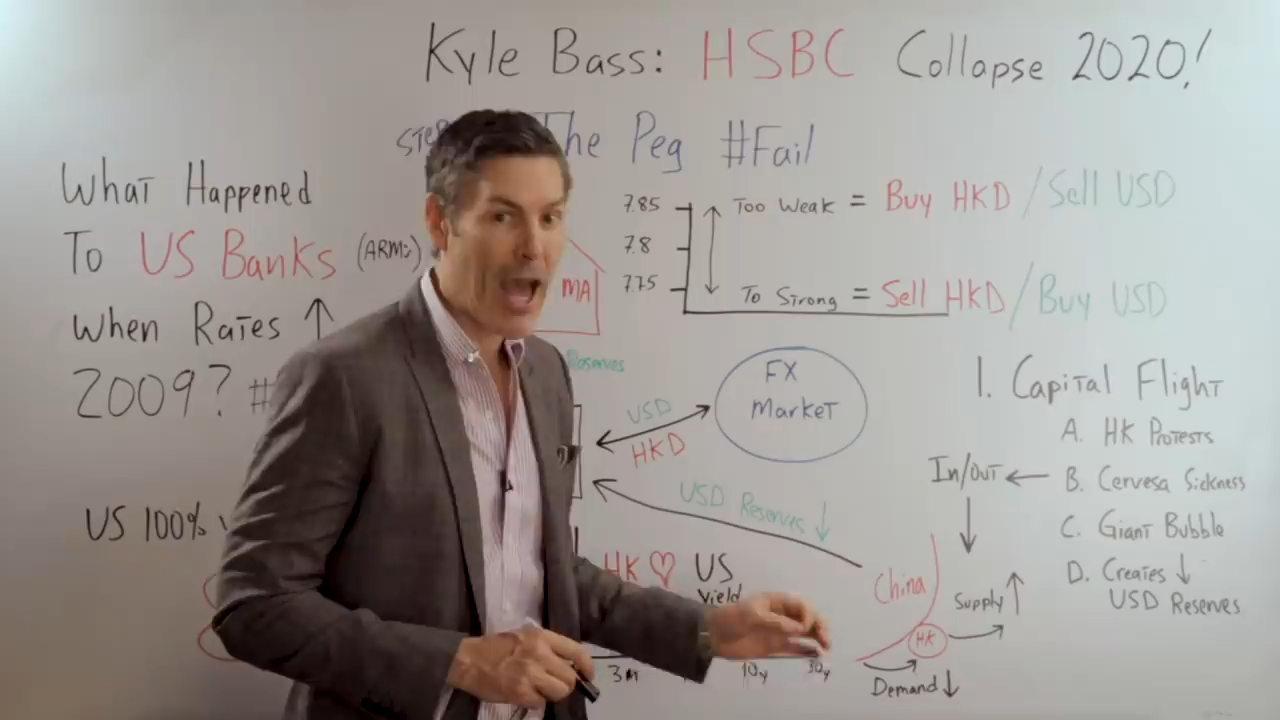 Kyle Bass: HSBC Collapse 2020!
The Peg #Fail
What Happened
To US Banks (ARMs)
When Rates ↑
2009? #
US 100%
7.85
7.8
7.75
Too Weak = Buy HKD / Sell USD
To Strong = Sell HKD / Buy USD
MA
Reserves
FX
Market
USD
HKD
USD Reserves ↓
HK ♡ US
Yield
3m
10y
30y
China
HK
Supply ↑
Demand ↓
In/Out
1. Capital Flight
A. HK Protests
B. Cervesa Sickness
C. Giant Bubble
D. Creates ↓
USD Reserves